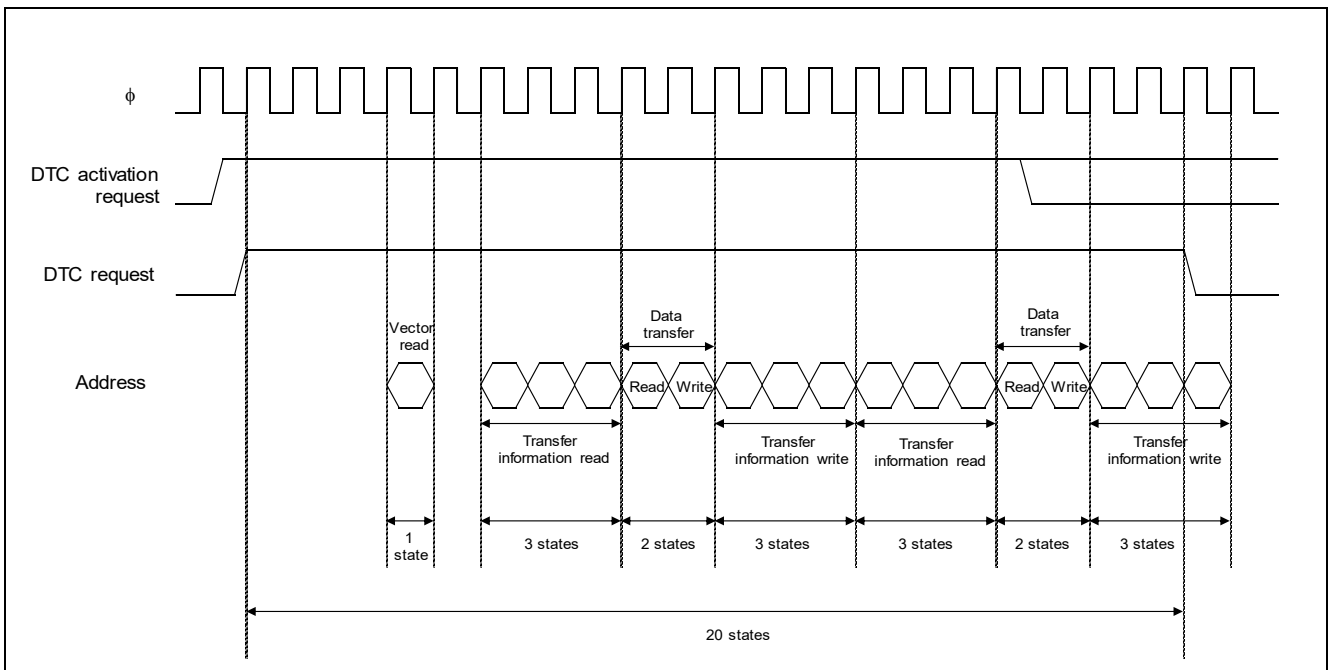 ϕ
DTC activation
request
DTC request
Address
Vector
read
Data
transfer
Data
transfer
Read
Write
Read
Write
Transfer
information read
Transfer
information write
Transfer
information read
Transfer
information write
1
state
3 states
2 states
3 states
3 states
2 states
3 states
20 states